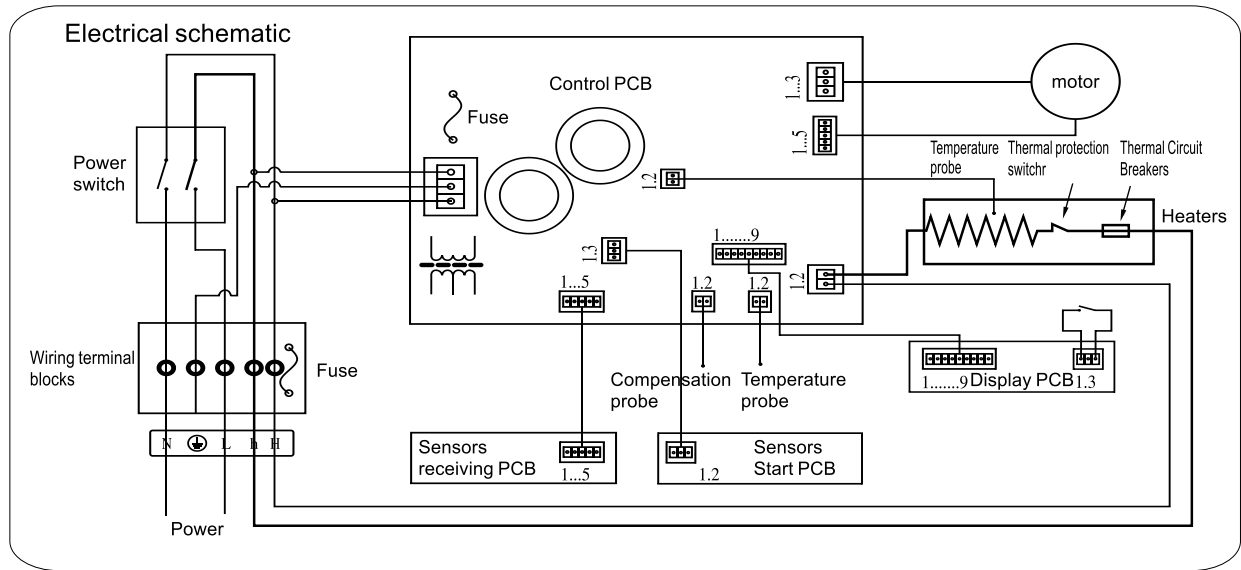 Electrical schematic
Power
switch
Fuse
Control PCB
1...3
motor
1...5
Temperature
probe
Thermal protection
switchr
Thermal Circuit
Breakers
1.2
Heaters
1.3
1.......9
1.2
1...5
1.2
1.2
Wiring terminal
blocks
Fuse
Compensation
probe
Temperature
probe
1.......9
Display PCB
1.3
N
L
h
H
Power
Sensors
receiving PCB
1...5
1.2
Sensors
Start PCB